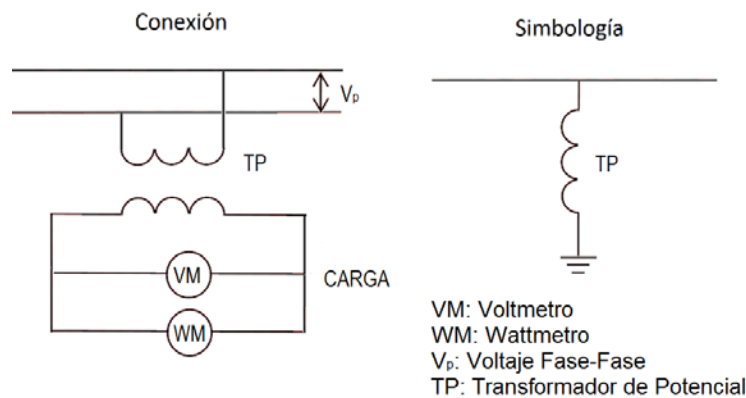 Conexión
Vₚ
TP
VM
CARGA
WM
Simbología
TP
VM: Voltmetro
WM: Wattmetro
Vₚ: Voltaje Fase-Fase
TP: Transformador de Potencial